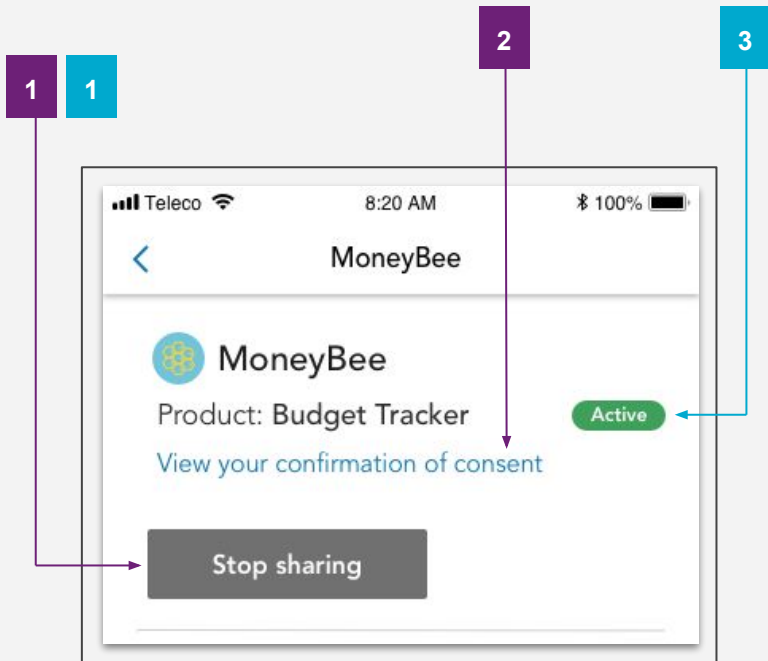 2
3
1 1
Teleco 8:20 AM 100%
MoneyBee
MoneyBee
Product: Budget Tracker Active
View your confirmation of consent
Stop sharing